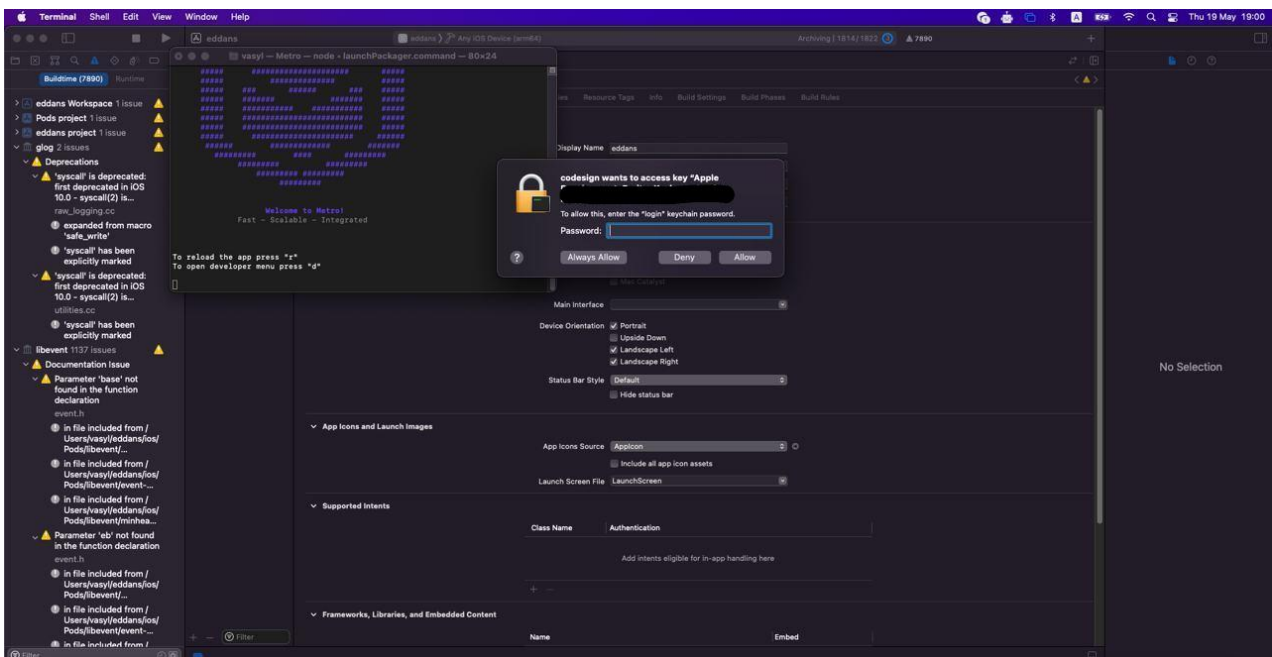 Terminal Shell Edit View Window Help
Thu 19 May 19:00
eddans
eddans
Any iOS Device (arm64)
Archiving | 1814/1822
7890
vasyl — Metro — node ‹ launchPackager.command — 80×24
Buildtime (7890) Runtime
Resource Tags Info Build Settings Build Phases Build Rules
eddans Workspace 1 issue
Pods project 1 issue
eddans project 1 issue
glog 2 issues
Deprecations
'syscall' is deprecated:
first deprecated in iOS
10.0 - syscall(2) is...
raw_logging.cc
expanded from macro
'safe_write'
'syscall' has been
explicitly marked
'syscall' is deprecated:
first deprecated in iOS
10.0 - syscall(2) is...
utilities.cc
'syscall' has been
explicitly marked
libevent 1137 issues
Documentation Issue
Parameter 'base' not
found in the function
declaration
event.h
in file included from /
Users/vasyl/eddans/ios/
Pods/libevent/...
in file included from /
Users/vasyl/eddans/ios/
Pods/libevent/event-...
in file included from /
Users/vasyl/eddans/ios/
Pods/libevent/minhea...
Parameter 'eb' not found
in the function declaration
event.h
in file included from /
Users/vasyl/eddans/ios/
Pods/libevent/...
in file included from /
Users/vasyl/eddans/ios/
Pods/libevent/event-...
in file included from /
Filter
Filter
Welcome to Metro!
Fast - Scalable - Integrated
To reload the app press "r"
To open developer menu press "d"
Display Name eddans
codesign wants to access key "Apple
To allow this, enter the "login" keychain password.
Password:
?
Always Allow Deny Allow
Mac Catalyst
Main Interface
Device Orientation Portrait
Upside Down
Landscape Left
Landscape Right
Status Bar Style Default
Hide status bar
App Icons and Launch Images
App Icons Source AppIcon
Include all app icon assets
Launch Screen File LaunchScreen
Supported Intents
Class Name Authentication
Add intents eligible for in-app handling here
Frameworks, Libraries, and Embedded Content
Name Embed
No Selection